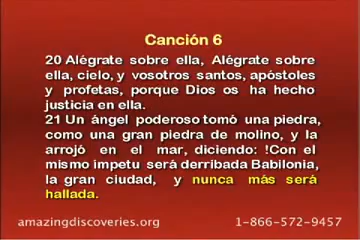 Canción 6
20 Alégrate sobre ella, Alégrate sobre
ella, cielo, y vosotros santos, apóstoles
y profetas, porque Dios os ha hecho
justicia en ella.
21 Un ángel poderoso tomó una piedra,
como una gran piedra de molino, y la
arrojó en el mar, diciendo: !Con el
mismo impetu será derribada Babilonia,
la gran ciudad, y nunca más será
hallada.
amazingdiscoveries.org 1-866-572-9457